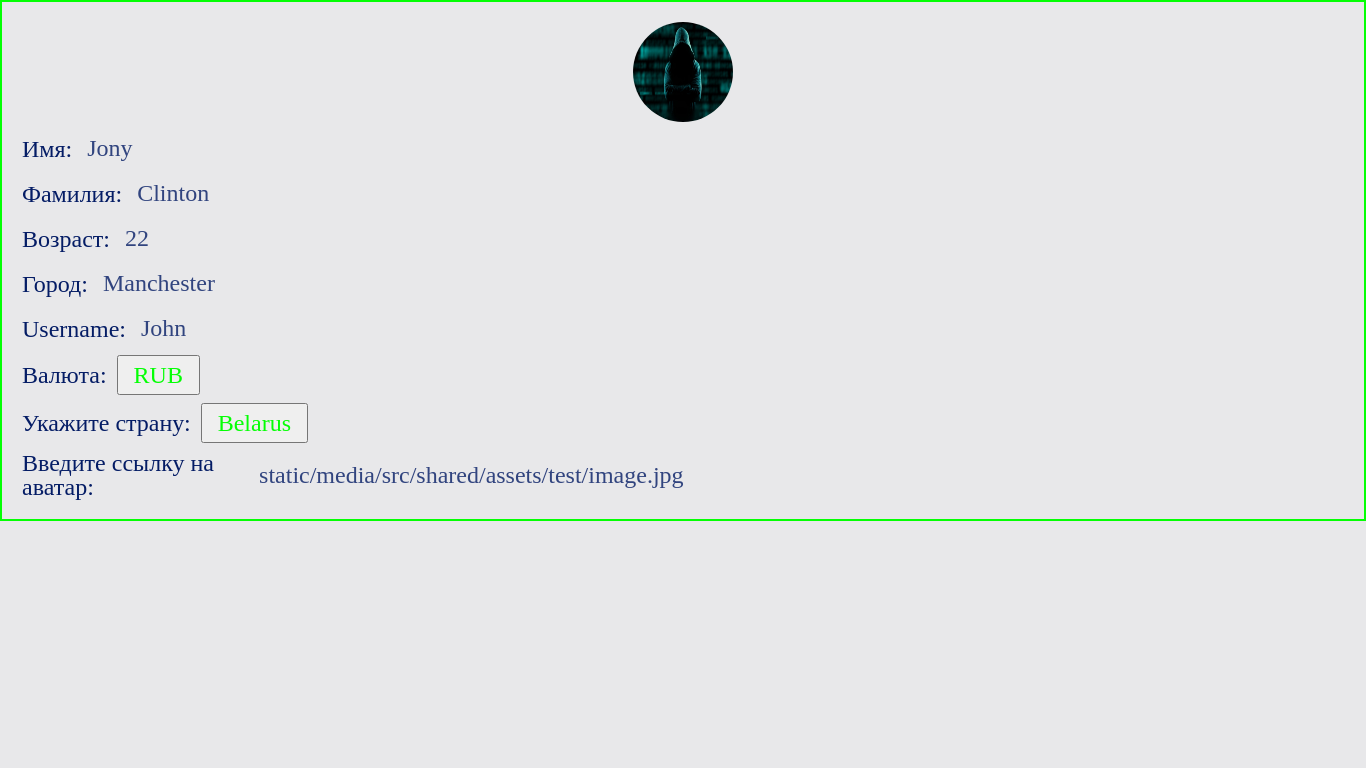 Имя: Jony
Фамилия: Clinton
Возраст: 22
Город: Manchester
Username: John
Валюта: RUB
Укажите страну: Belarus
Введите ссылку на
аватар: static/media/src/shared/assets/test/image.jpg